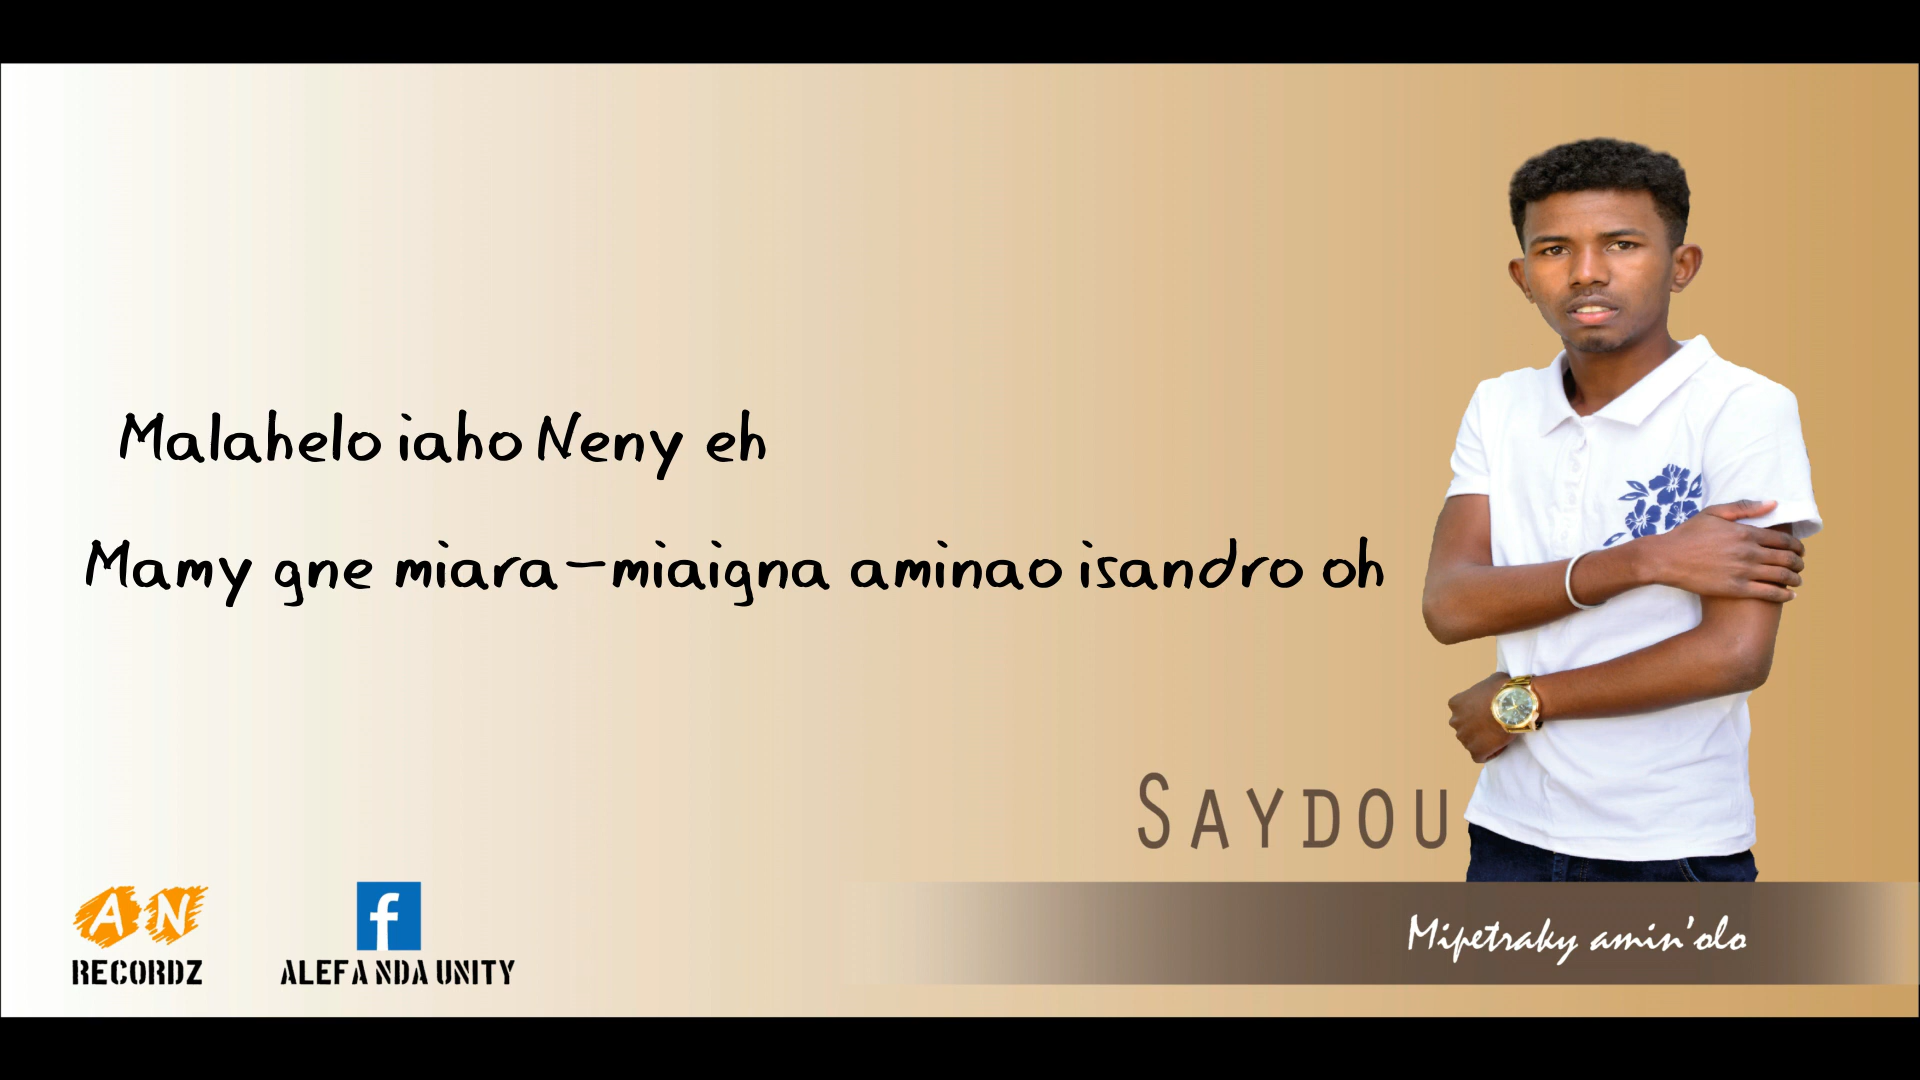 Malahelo iaho Neny eh
Mamy gne miara-miaigna aminao isandro oh
SAYDOU
Mipetraky amin'olo
AN
RECORDZ
f
ALEFA NDA UNITY